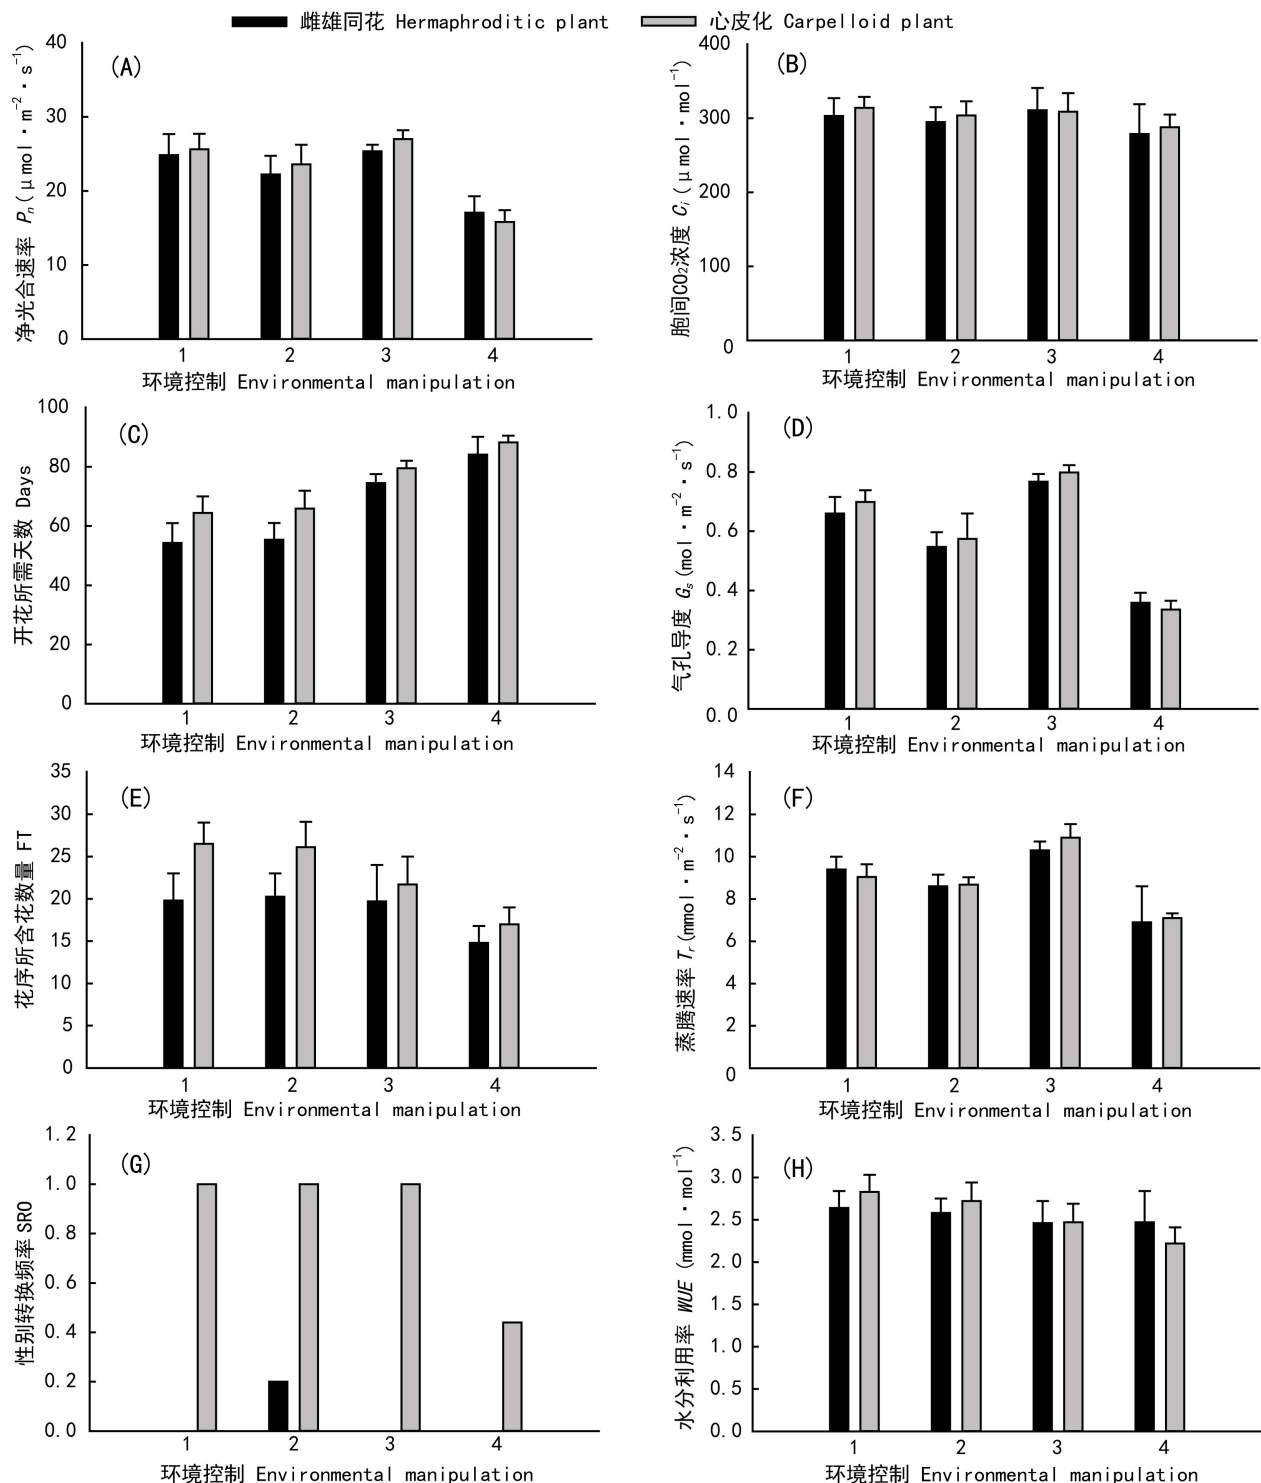 雌雄同花 Hermaphroditic plant 心皮化 Carpelloid plant
(A)
净光合速率 Pn(μmol·m⁻²·s⁻¹)
40
30
20
10
0
1 2 3 4
环境控制 Environmental manipulation
(B)
胞间CO₂浓度 Ci(μmol·mol⁻¹)
400
300
200
100
0
1 2 3 4
环境控制 Environmental manipulation
(C)
开花所需天数 Days
100
80
60
40
20
0
1 2 3 4
环境控制 Environmental manipulation
(D)
气孔导度 Gs(mol·m⁻²·s⁻¹)
1.0
0.8
0.6
0.4
0.2
0.0
1 2 3 4
环境控制 Environmental manipulation
(E)
花序所含花数量 FT
35
30
25
20
15
10
5
0
1 2 3 4
环境控制 Environmental manipulation
(F)
蒸腾速率 Tr(mmol·m⁻²·s⁻¹)
14
12
10
8
6
4
2
0
1 2 3 4
环境控制 Environmental manipulation
(G)
性别转换频率 SRO
1.2
1.0
0.8
0.6
0.4
0.2
0.0
1 2 3 4
环境控制 Environmental manipulation
(H)
水分利用率 WUE (mmol·mol⁻¹)
3.5
3.0
2.5
2.0
1.5
1.0
0.5
0.0
1 2 3 4
环境控制 Environmental manipulation